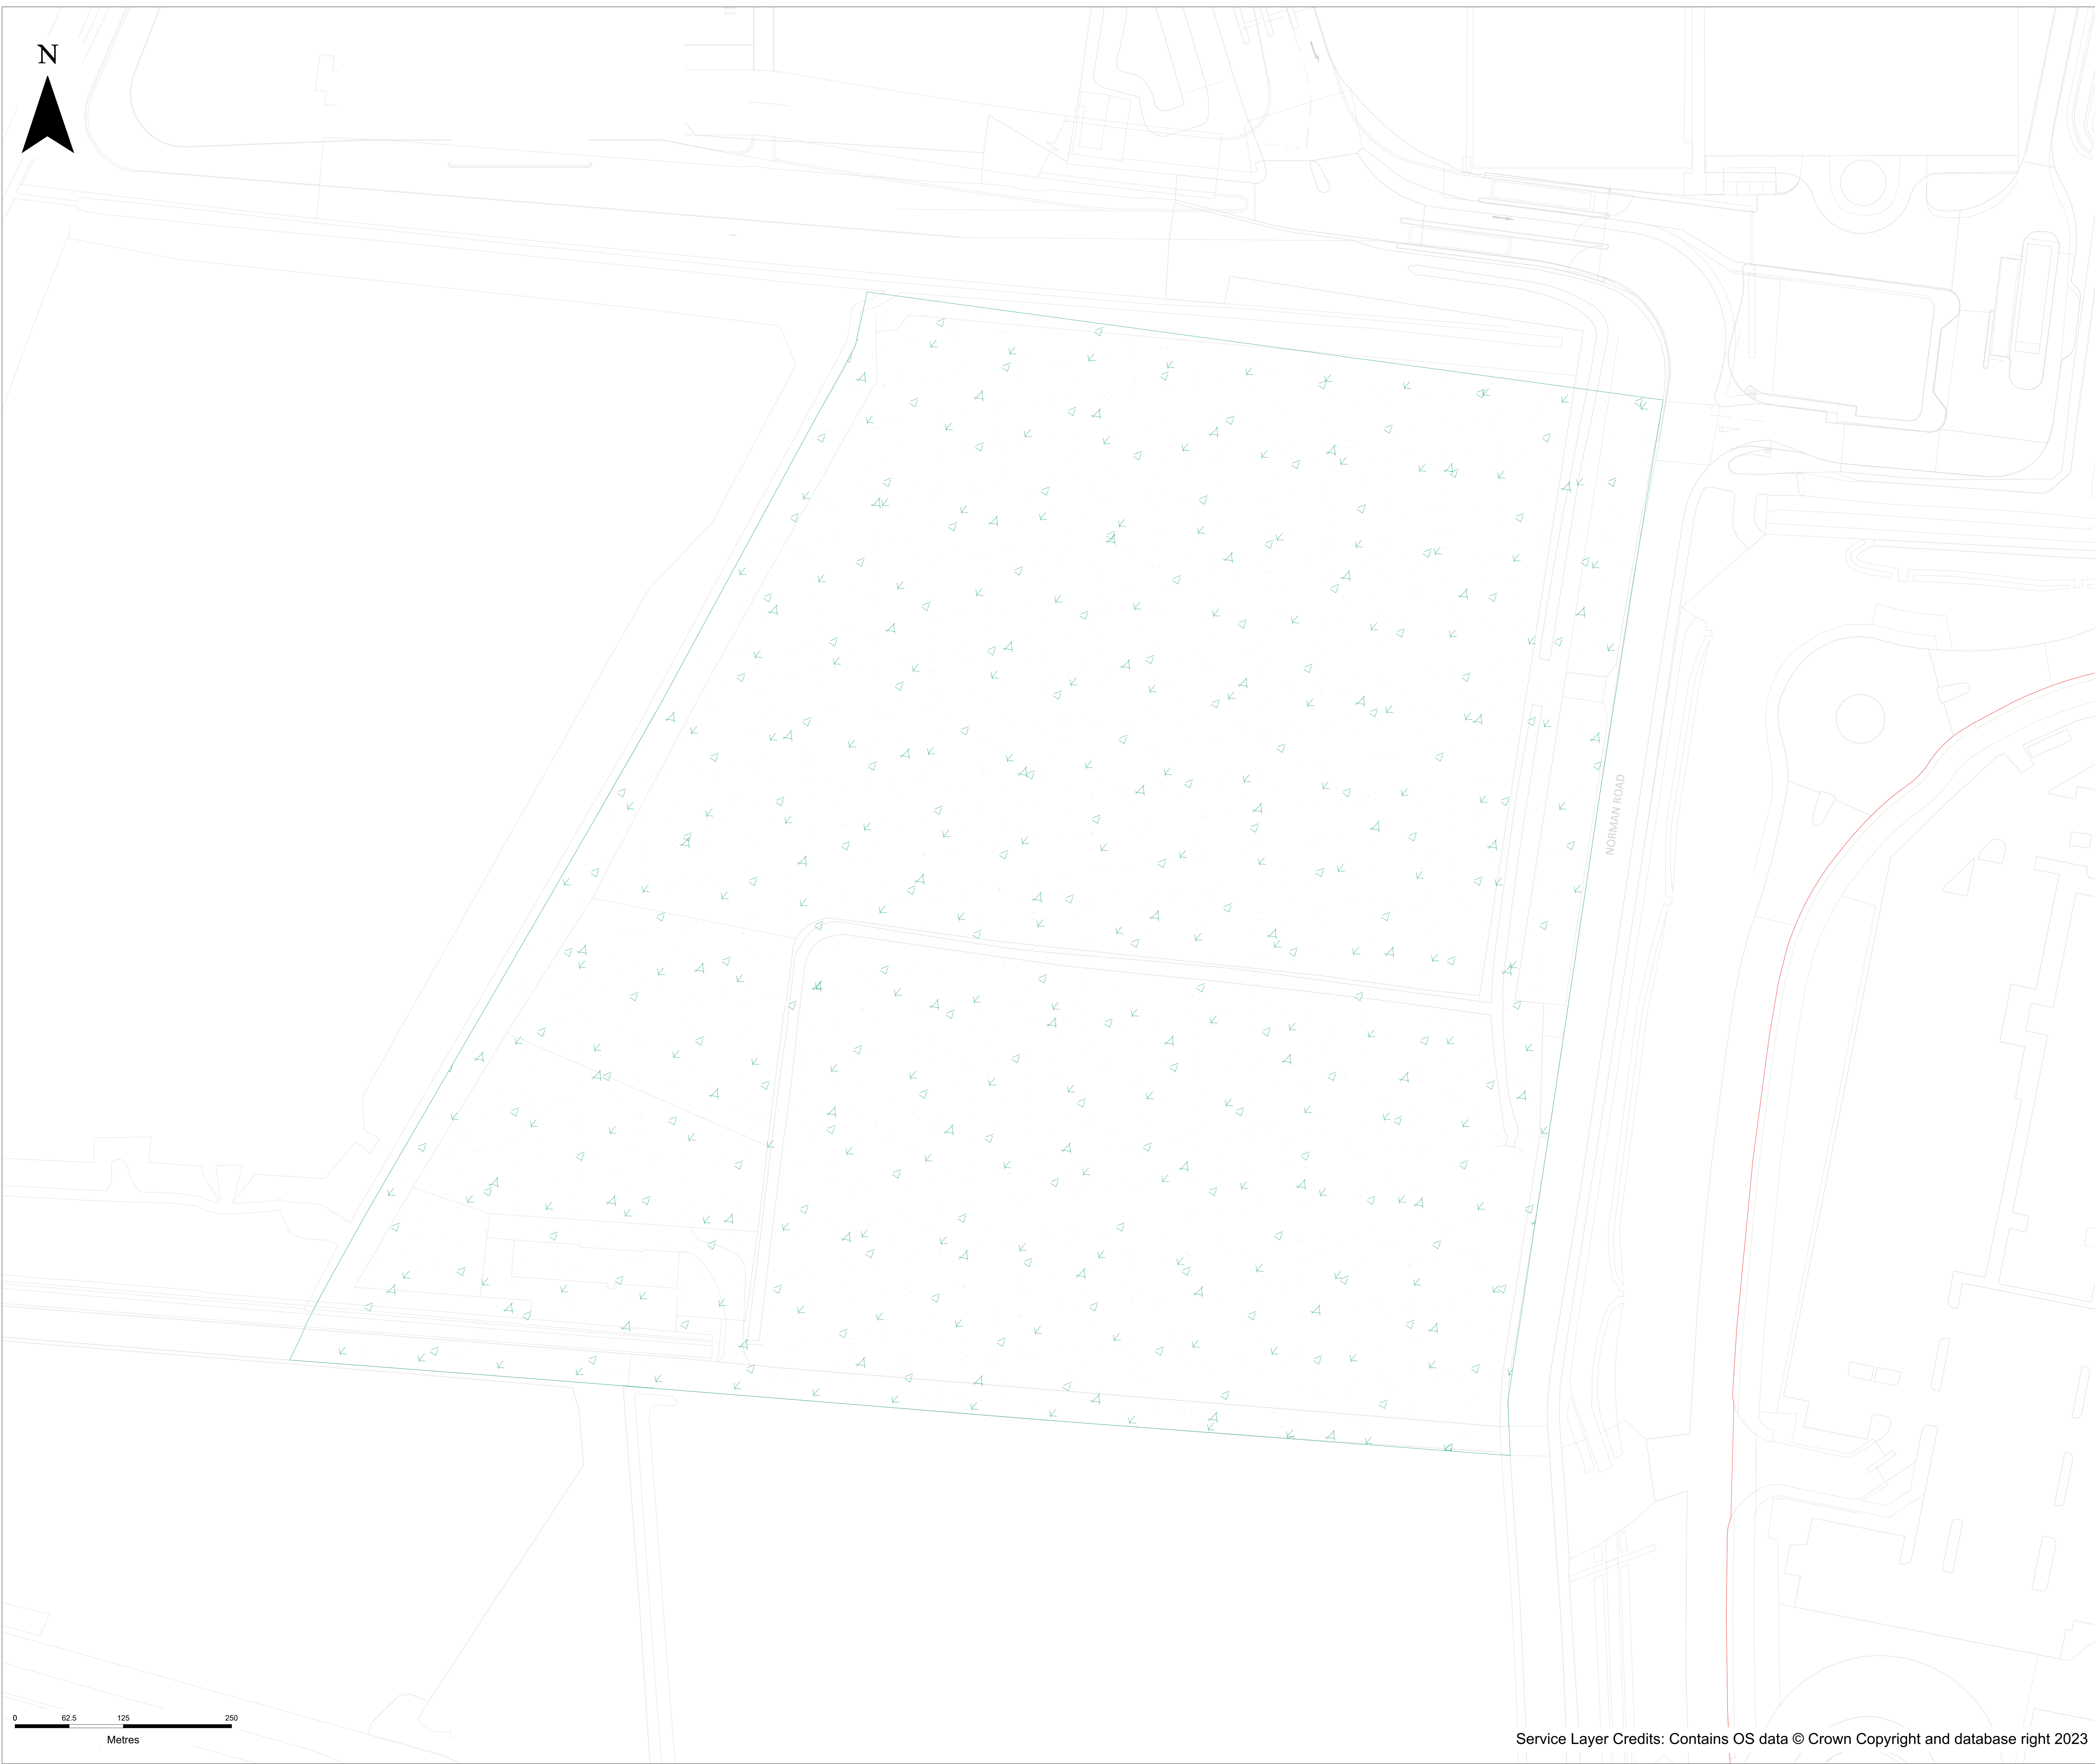 N
NORMAN ROAD
0 62.5 125 250
Metres
Service Layer Credits: Contains OS data © Crown Copyright and database right 2023